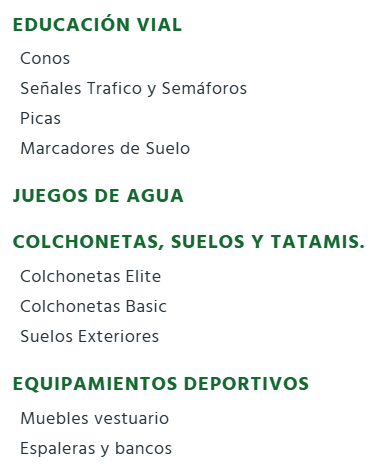 EDUCACIÓN VIAL
Conos
Señales Trafico y Semáforos
Picas
Marcadores de Suelo
JUEGOS DE AGUA
COLCHONETAS, SUELOS Y TATAMIS.
Colchonetas Elite
Colchonetas Basic
Suelos Exteriores
EQUIPAMIENTOS DEPORTIVOS
Muebles vestuario
Espaleras y bancos